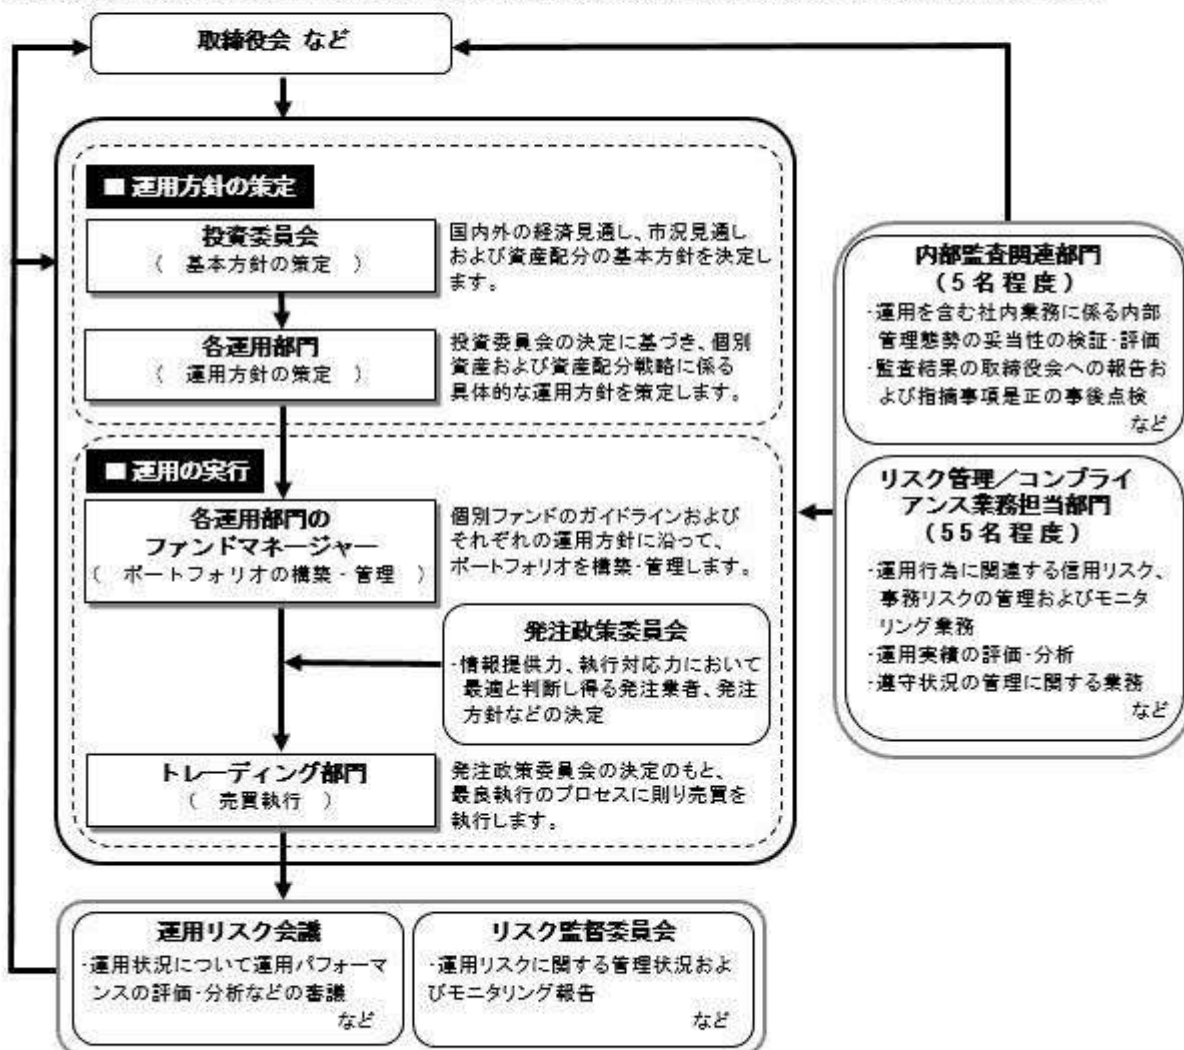 取締役会 など
■ 運用方針の策定
投資委員会
（ 基本方針の策定 ）
国内外の経済見通し、市況見通し
および資産配分の基本方針を決定し
ます。
各運用部門
（ 運用方針の策定 ）
投資委員会の決定に基づき、個別
資産および資産配分戦略に係る
具体的な運用方針を策定します。
■ 運用の実行
各運用部門の
ファンドマネージャー
（ ポートフォリオの構築・管理 ）
個別ファンドのガイドラインおよび
それぞれの運用方針に沿って、
ポートフォリオを構築・管理します。
発注政策委員会
・情報提供力、執行対応力において
最適と判断し得る発注業者、発注
方針などの決定
トレーディング部門
（ 売買執行 ）
発注政策委員会の決定のもと、
最良執行のプロセスに則り売買を
執行します。
内部監査関連部門
（５名程度）
・運用を含む社内業務に係る内部
管理態勢の妥当性の検証・評価
・監査結果の取締役会への報告お
よび指摘事項是正の事後点検
など
リスク管理／コンプライ
アンス業務担当部門
（５５名程度）
・運用行為に関連する信用リスク、
事務リスクの管理およびモニタ
リング業務
・運用実績の評価・分析
・遵守状況の管理に関する業務
など
運用リスク会議
・運用状況について運用パフォーマ
ンスの評価・分析などの審議
など
リスク監督委員会
・運用リスクに関する管理状況およ
びモニタリング報告
など